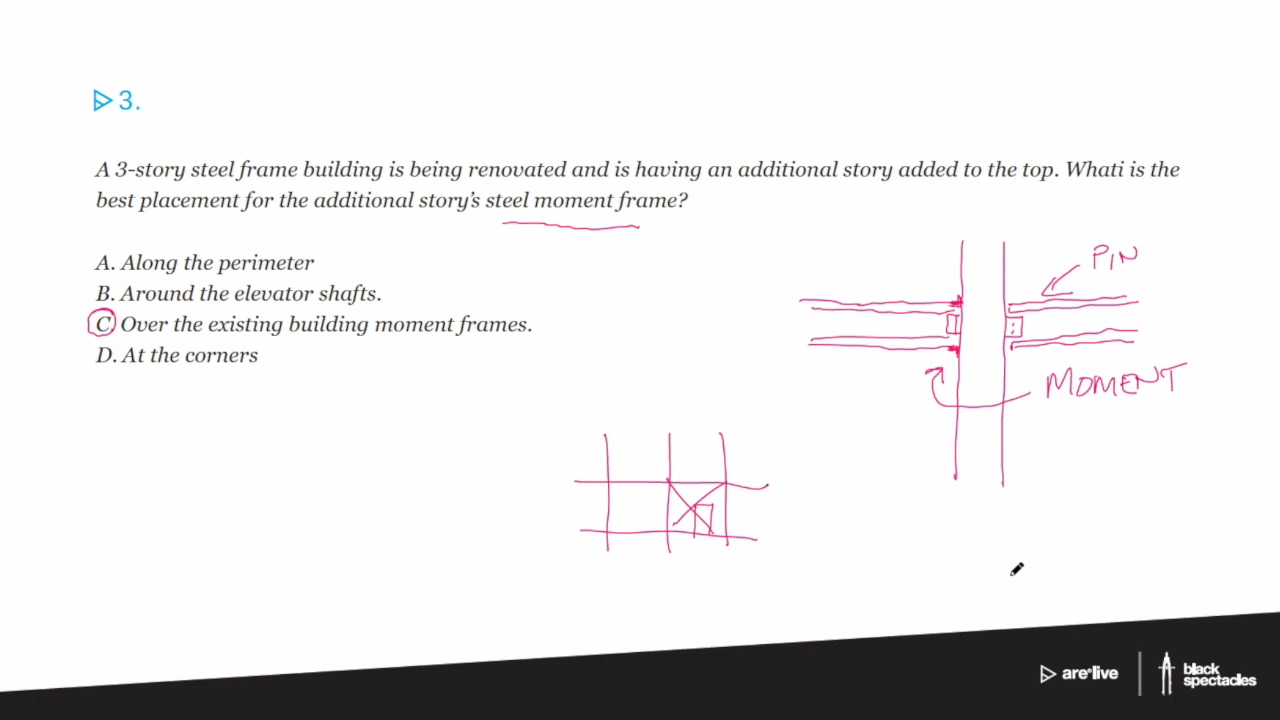 3.
A 3-story steel frame building is being renovated and is having an additional story added to the top. Whati is the
best placement for the additional story's steel moment frame?
A. Along the perimeter
B. Around the elevator shafts.
C. Over the existing building moment frames.
D. At the corners
PIN
MOMENT
are live
black
spectacles